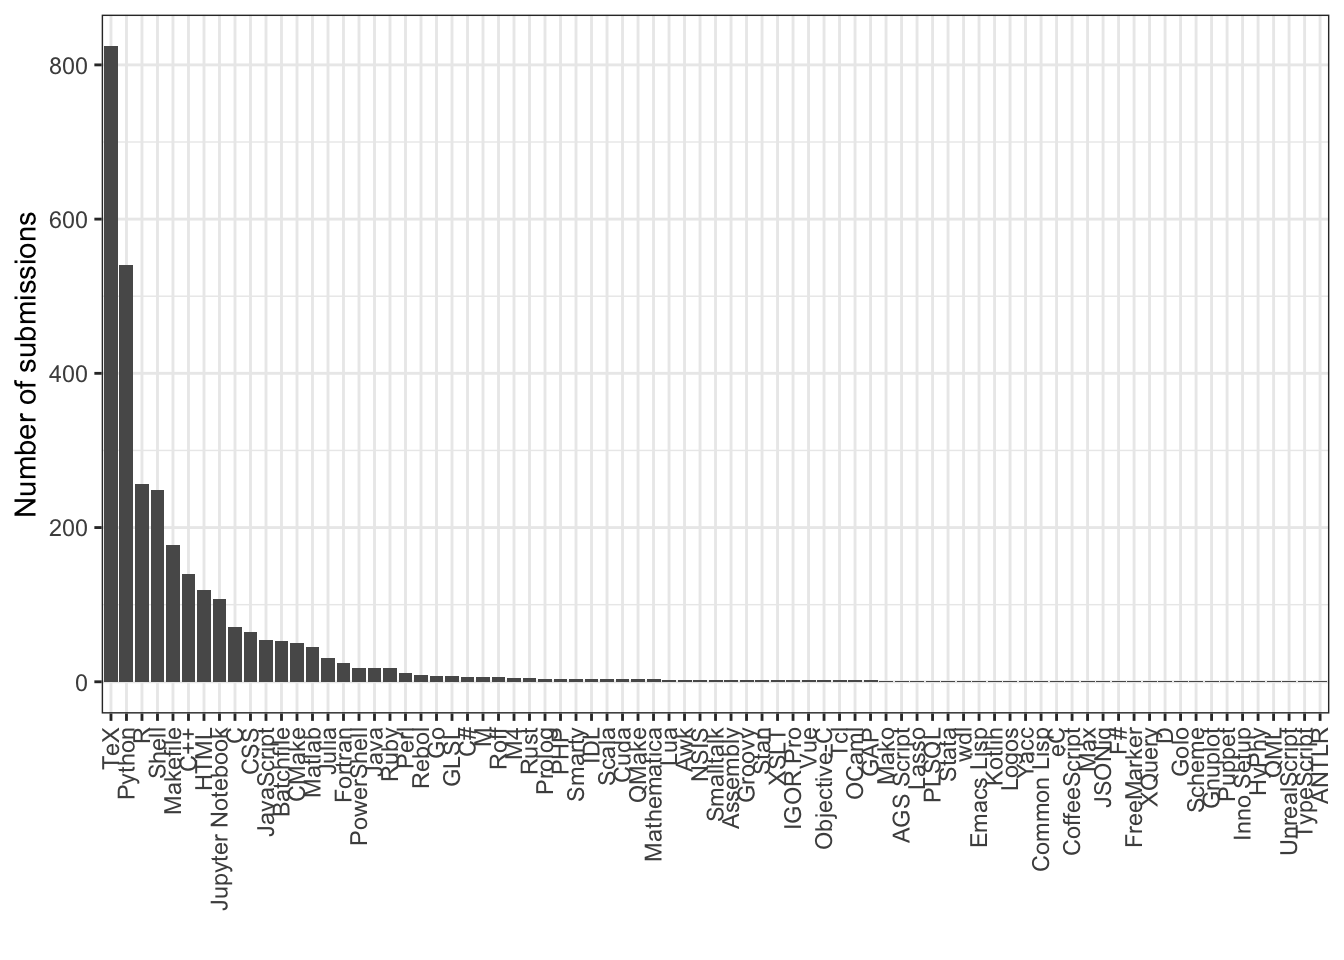 Number of submissions
800
600
400
200
0
TeX
Python
R
Shell
Makefile
C++
HTML
Jupyter Notebook
C
CSS
JavaScript
Batchfile
CMake
Matlab
Julia
Fortran
PowerShell
Java
Ruby
Perl
Rebol
Go
GLSL
C#
M
Roff
M4
Rust
Prolog
PHP
Smarty
IDL
Scala
Cuda
QMake
Mathematica
Lua
Awk
NSIS
Smalltalk
Assembly
Groovy
Stan
XSLT
IGOR Pro
Vue
Objective-C
Tcl
OCaml
GAP
Mako
AGS Script
Lasso
PLSQL
Stata
wdl
Emacs Lisp
Kotlin
Logos
Yacc
Common Lisp
eC
CoffeeScript
Max
JSONiq
F#
FreeMarker
XQuery
D
Golo
Scheme
Gnuplot
Puppet
Inno Setup
HyPhy
QML
UnrealScript
TypeScript
ANTLR